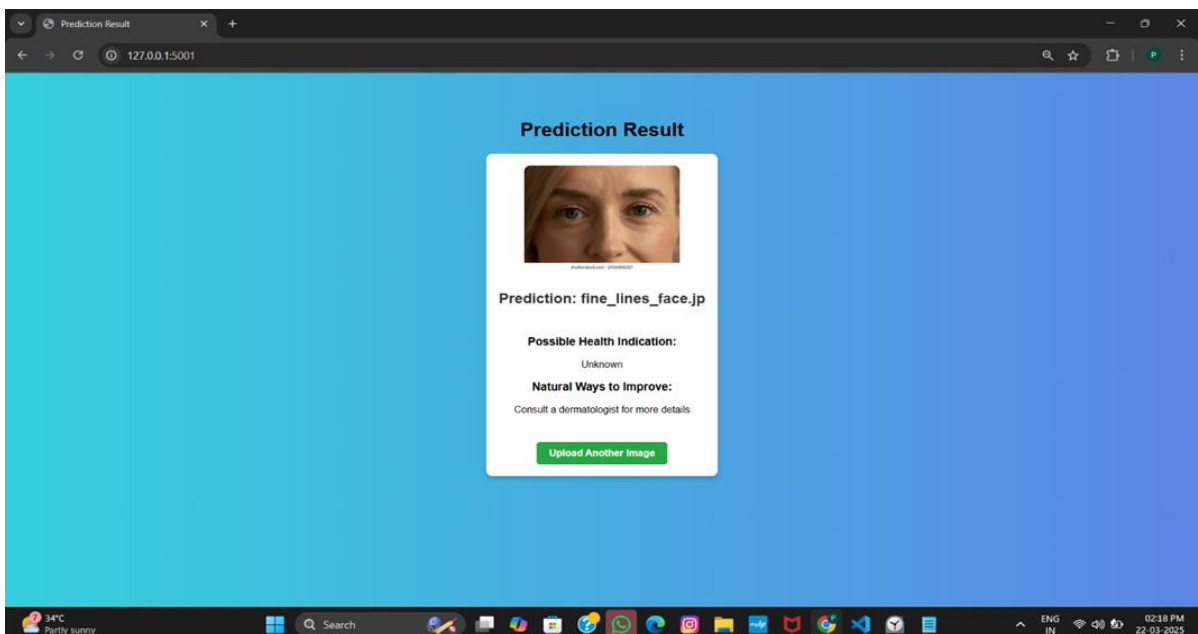 Prediction Result
127.0.0.1:5001
P
Prediction Result
Prediction: fine_lines_face.jp
Possible Health Indication:
Unknown
Natural Ways to Improve:
Consult a dermatologist for more details
Upload Another Image
7
34°C
Partly sunny
Search
ENG
IN
02:18 PM
22-03-2025